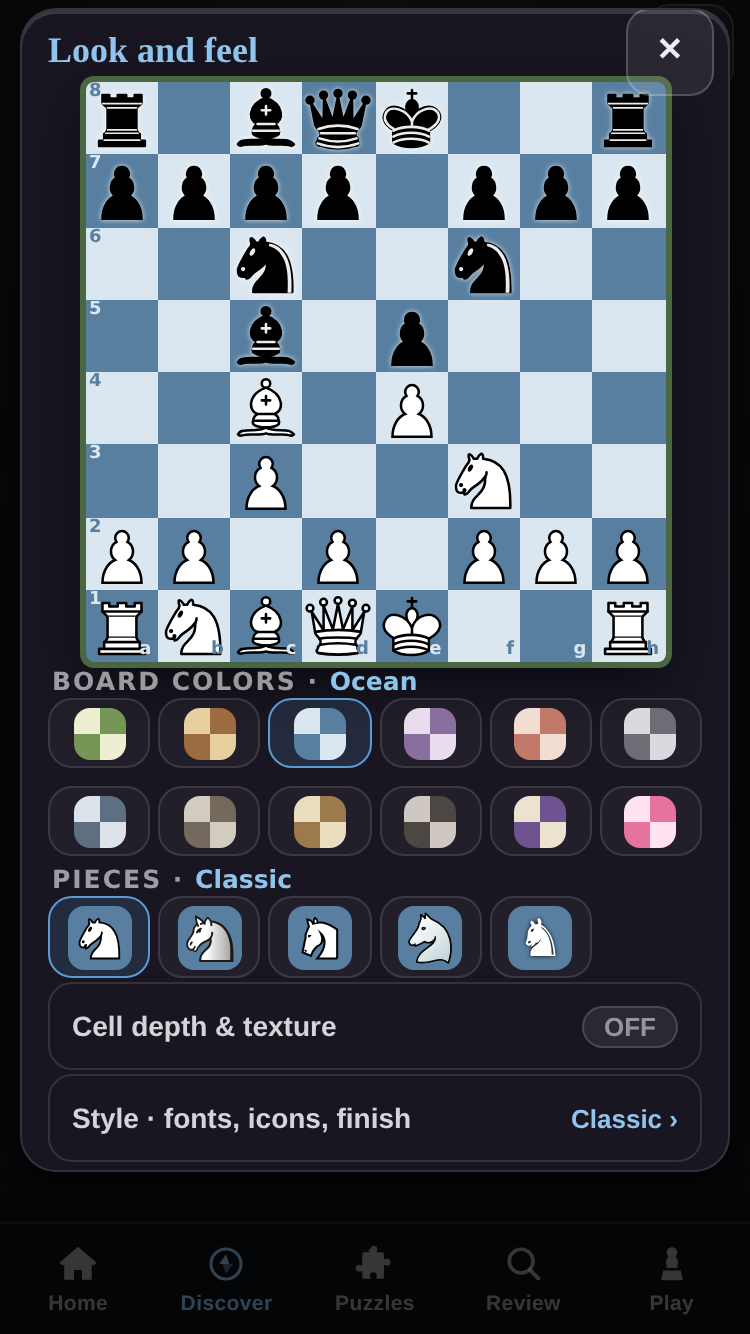 Look and feel
✕
8
7
6
5
4
3
2
1
a b c d e f g h
BOARD COLORS · Ocean
PIECES · Classic
Cell depth & texture OFF
Style · fonts, icons, finish Classic ›
Home Discover Puzzles Review Play